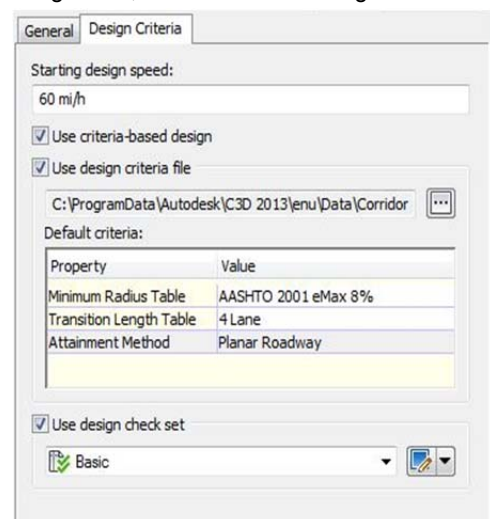 General Design Criteria
Starting design speed:
60 mi/h
Use criteria-based design
Use design criteria file
C:\ProgramData\Autodesk\C3D 2013\enu\Data\Corridor
Default criteria:
Property Value
Minimum Radius Table AASHTO 2001 eMax 8%
Transition Length Table 4 Lane
Attainment Method Planar Roadway
Use design check set
Basic